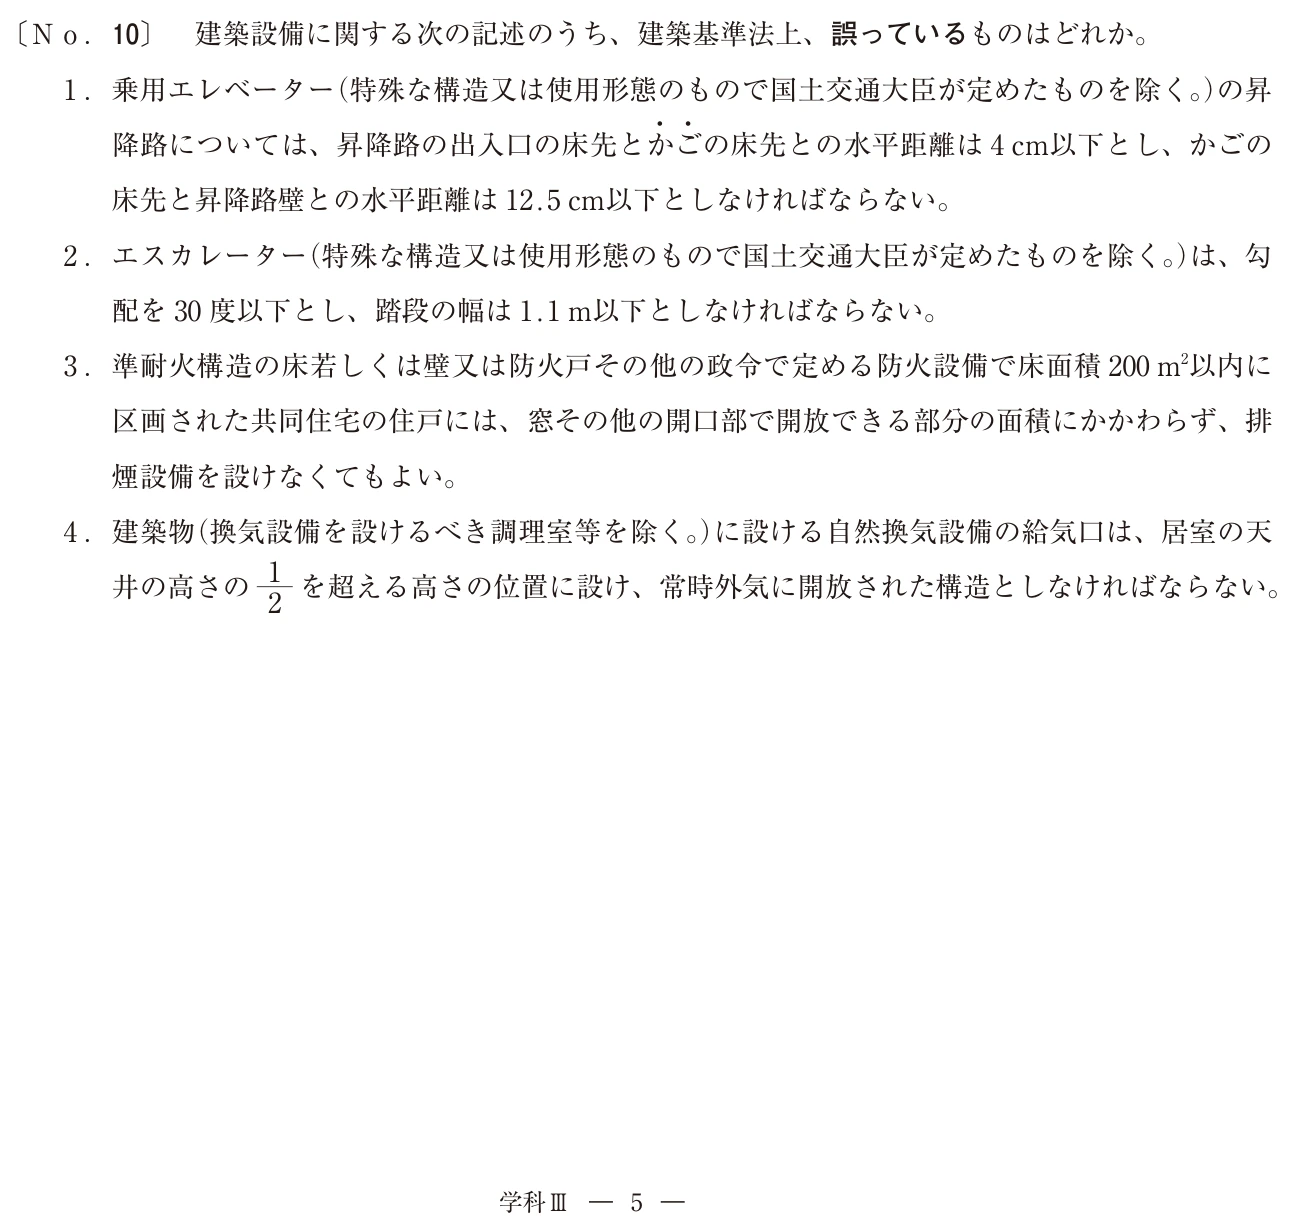 〔Ｎｏ．10〕　建築設備に関する次の記述のうち、建築基準法上、誤っているものはどれか。
1．乗用エレベーター(特殊な構造又は使用形態のもので国土交通大臣が定めたものを除く。)の昇
降路については、昇降路の出入口の床先とかごの床先との水平距離は 4 cm以下とし、かごの
床先と昇降路壁との水平距離は 12.5 cm以下としなければならない。
2．エスカレーター(特殊な構造又は使用形態のもので国土交通大臣が定めたものを除く。)は、勾
配を 30 度以下とし、踏段の幅は 1.1 m以下としなければならない。
3．準耐火構造の床若しくは壁又は防火戸その他の政令で定める防火設備で床面積 200 m²以内に
区画された共同住宅の住戸には、窓その他の開口部で開放できる部分の面積にかかわらず、排
煙設備を設けなくてもよい。
4．建築物(換気設備を設けるべき調理室等を除く。)に設ける自然換気設備の給気口は、居室の天
井の高さの 1/2 を超える高さの位置に設け、常時外気に開放された構造としなければならない。
学科Ⅲ ― 5 ―